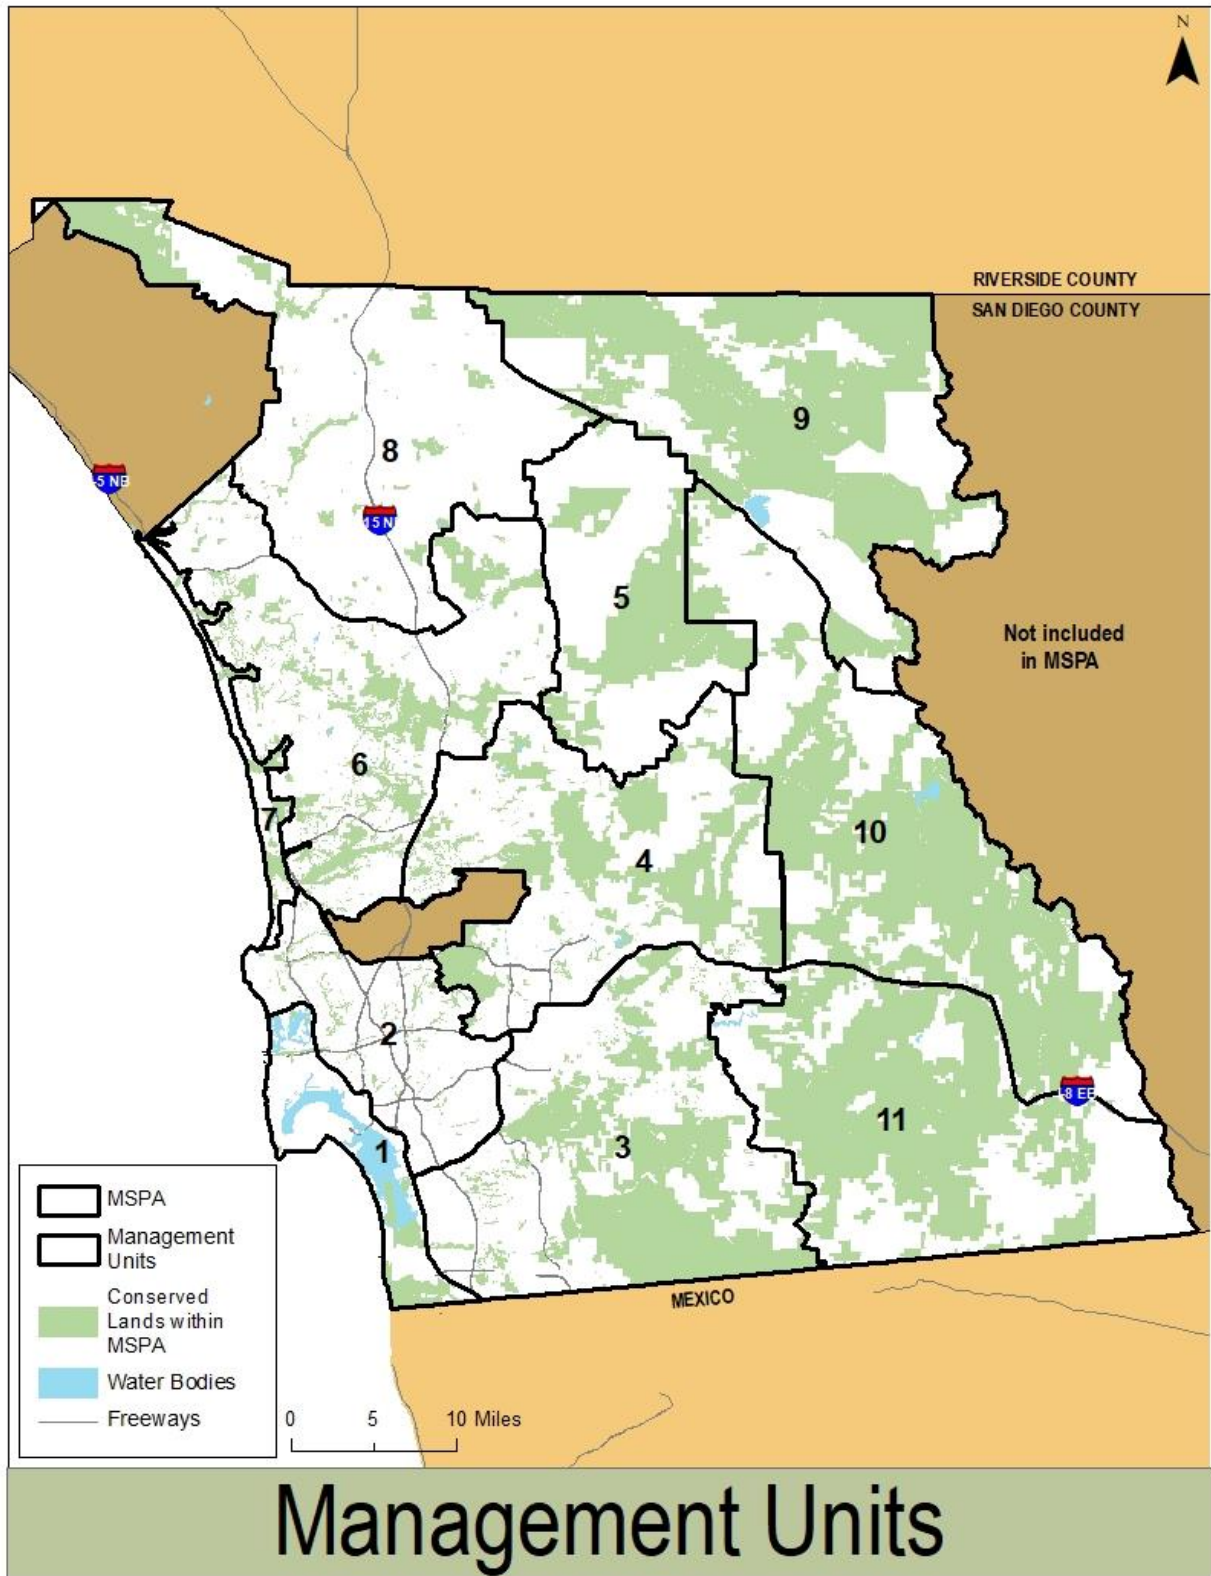 N
RIVERSIDE COUNTY
SAN DIEGO COUNTY
9
8
-5 NB
15 N
5
Not included
in MSPA
6
7
10
4
2
-8 EE
11
3
1
MSPA
Management
Units
Conserved
Lands within
MSPA
Water Bodies
Freeways
0 5 10 Miles
MEXICO
Management Units